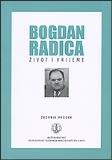 BOGDAN
RADICA
ŽIVOT I VRIJEME
ZBORNIK RADOVA